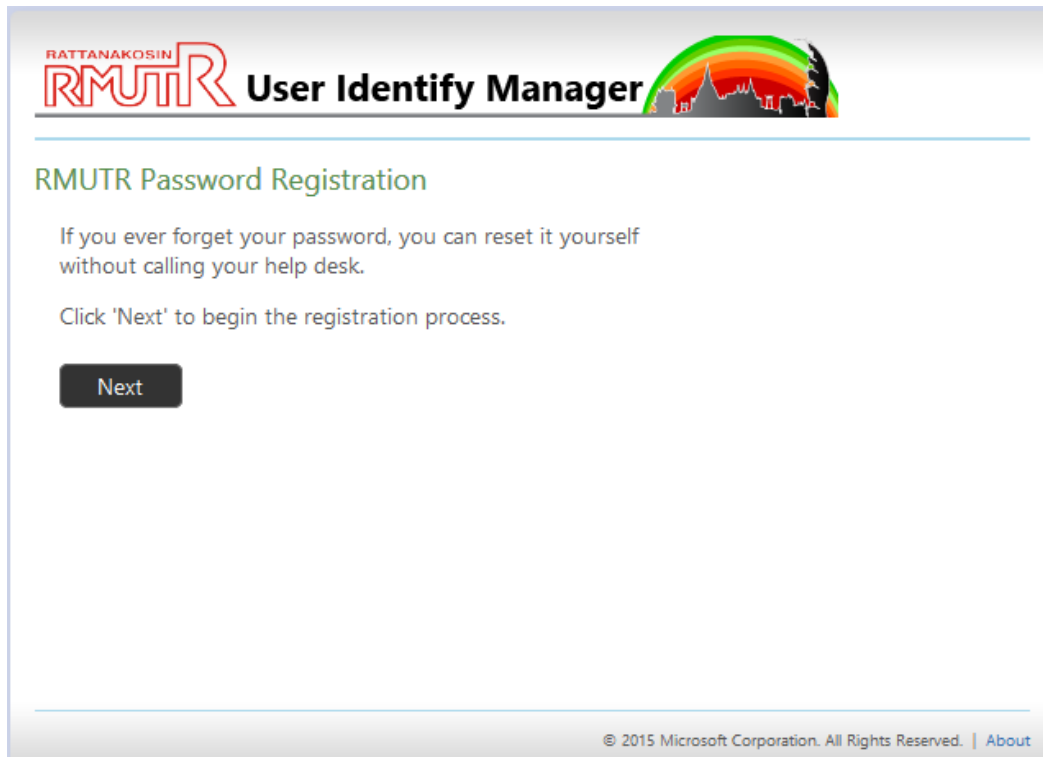 RATTANAKOSIN
RMUTR User Identify Manager
RMUTR Password Registration
If you ever forget your password, you can reset it yourself
without calling your help desk.
Click 'Next' to begin the registration process.
Next
© 2015 Microsoft Corporation. All Rights Reserved. | About